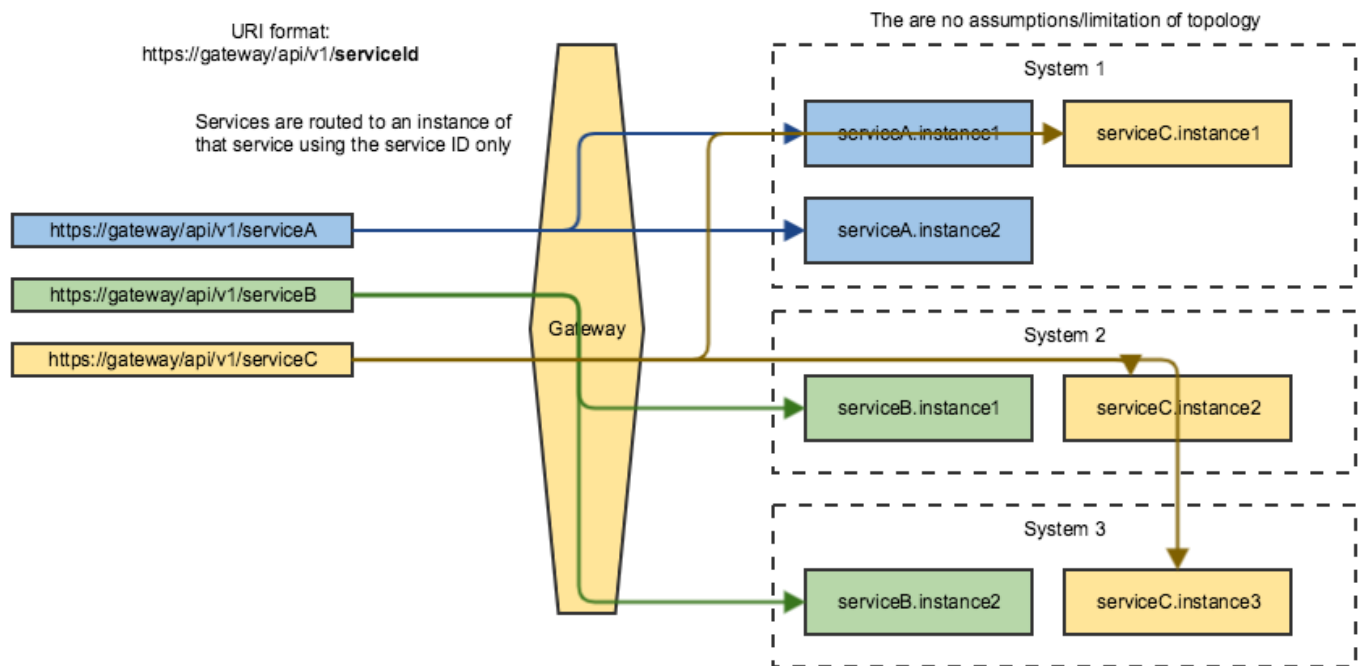 URI format:
https://gateway/api/v1/serviceId
The are no assumptions/limitation of topology
Services are routed to an instance of
that service using the service ID only
https://gateway/api/v1/serviceA
https://gateway/api/v1/serviceB
https://gateway/api/v1/serviceC
Gateway
System 1
serviceA.instance1
serviceC.instance1
serviceA.instance2
System 2
serviceB.instance1
serviceC.instance2
System 3
serviceB.instance2
serviceC.instance3